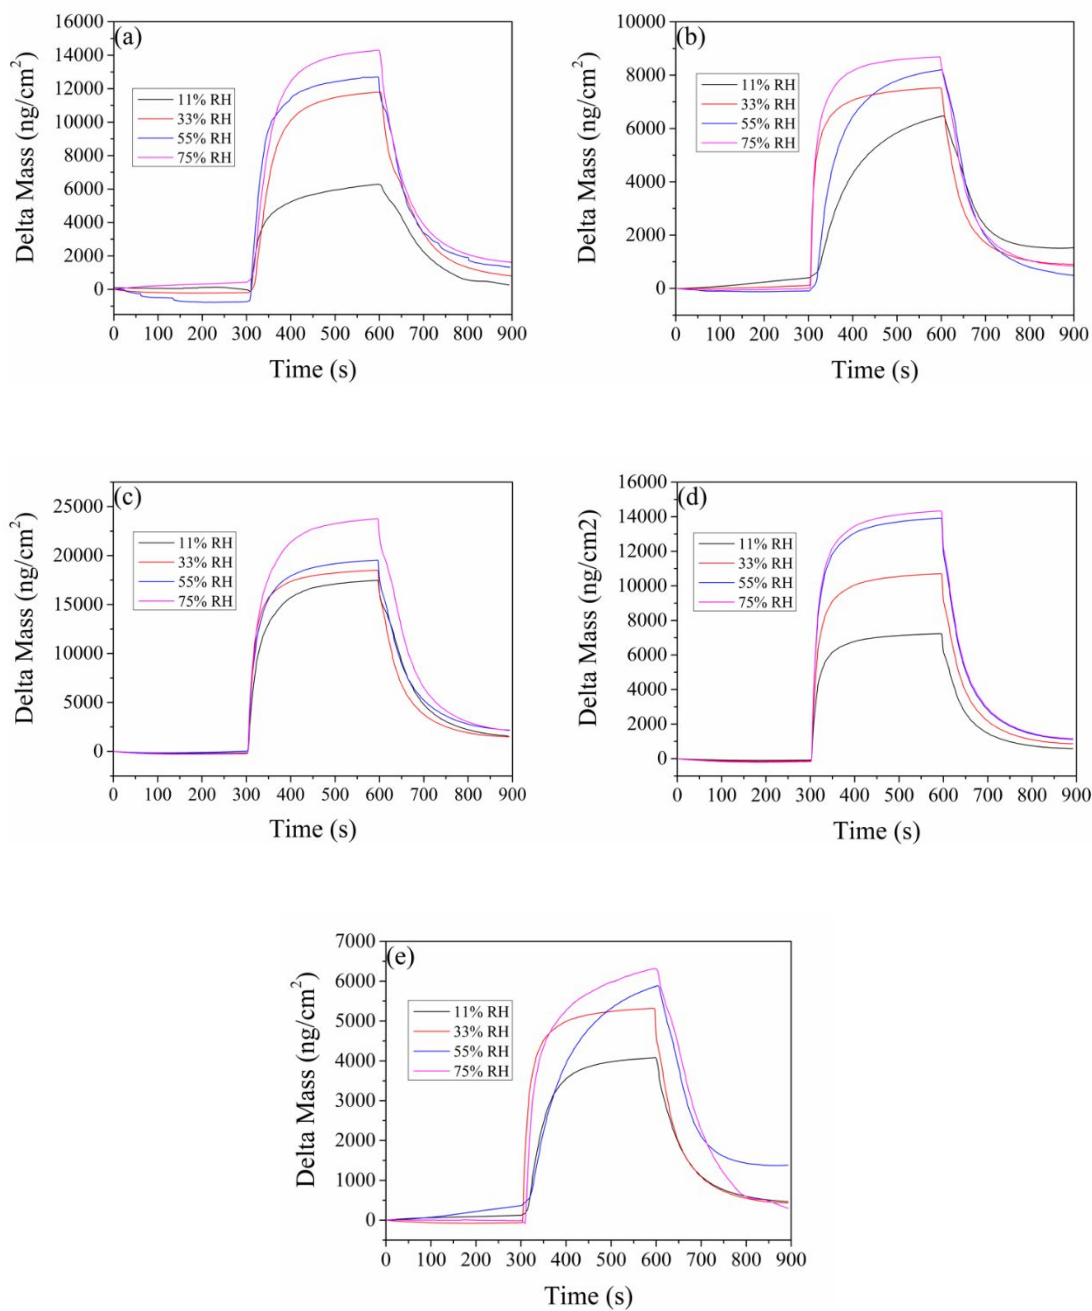 (a)
16000
14000
12000
10000
8000
6000
4000
2000
0
Delta Mass (ng/cm²)
11% RH
33% RH
55% RH
75% RH
0 100 200 300 400 500 600 700 800 900
Time (s)
(b)
10000
8000
6000
4000
2000
0
Delta Mass (ng/cm²)
11% RH
33% RH
55% RH
75% RH
0 100 200 300 400 500 600 700 800 900
Time (s)
(c)
25000
20000
15000
10000
5000
0
Delta Mass (ng/cm²)
11% RH
33% RH
55% RH
75% RH
0 100 200 300 400 500 600 700 800 900
Time (s)
(d)
16000
14000
12000
10000
8000
6000
4000
2000
0
Delta Mass (ng/cm2)
11% RH
33% RH
55% RH
75% RH
0 100 200 300 400 500 600 700 800 900
Time (s)
(e)
7000
6000
5000
4000
3000
2000
1000
0
Delta Mass (ng/cm²)
11% RH
33% RH
55% RH
75% RH
0 100 200 300 400 500 600 700 800 900
Time (s)